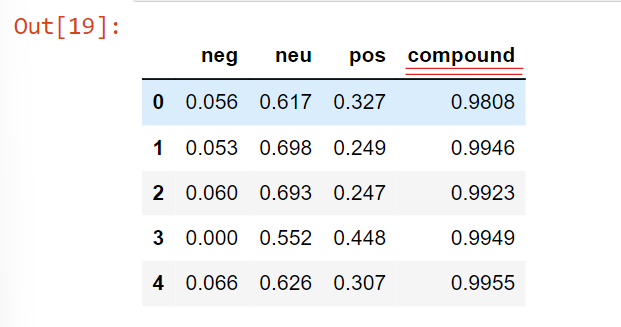 Out[19]:
neg neu pos compound
0 0.056 0.617 0.327 0.9808
1 0.053 0.698 0.249 0.9946
2 0.060 0.693 0.247 0.9923
3 0.000 0.552 0.448 0.9949
4 0.066 0.626 0.307 0.9955